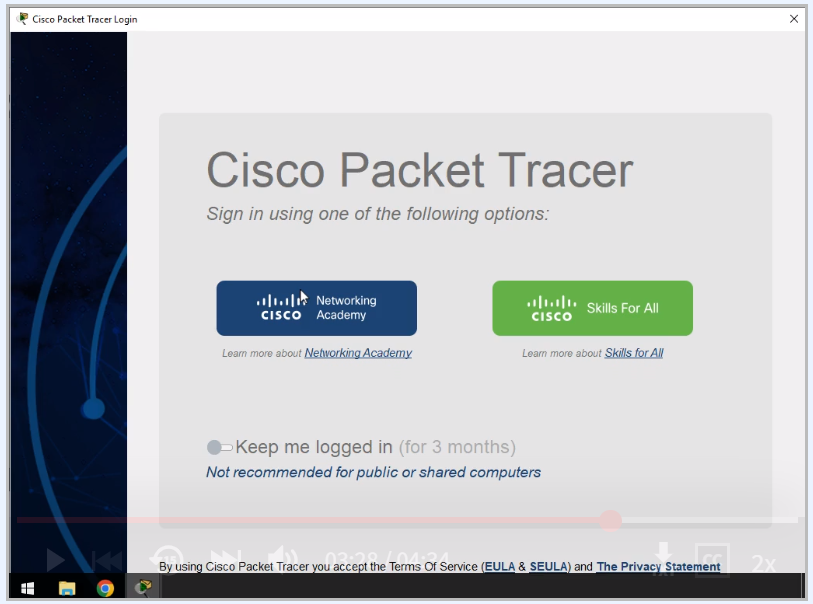 Cisco Packet Tracer Login
Cisco Packet Tracer
Sign in using one of the following options:
CISCO Networking Academy
CISCO Skills For All
Learn more about Networking Academy
Learn more about Skills for All
Keep me logged in (for 3 months)
Not recommended for public or shared computers
03:28 / 04:34
CC
2x
By using Cisco Packet Tracer you accept the Terms Of Service (EULA & SEULA) and The Privacy Statement